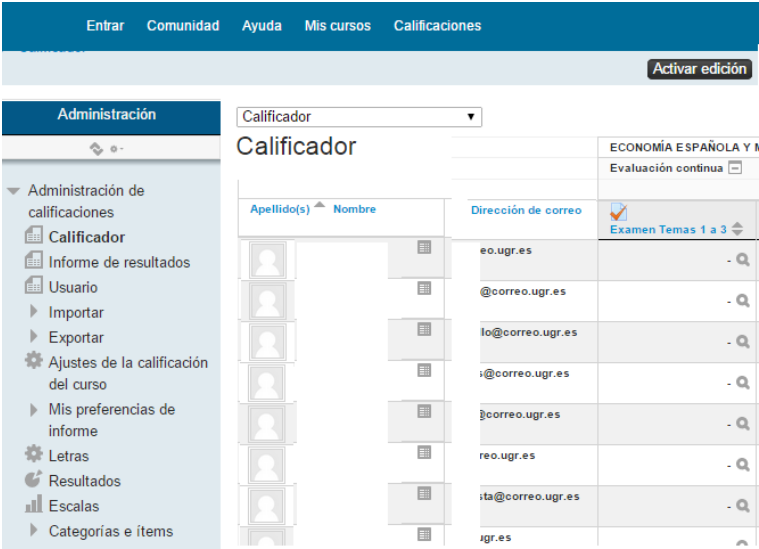 Entrar Comunidad Ayuda Mis cursos Calificaciones
Activar edición
Administración
Administración de
calificaciones
Calificador
Informe de resultados
Usuario
Importar
Exportar
Ajustes de la calificación
del curso
Mis preferencias de
informe
Letras
Resultados
Escalas
Categorías e ítems
Calificador
Calificador
ECONOMÍA ESPAÑOLA Y
Evaluación continua
Apellido(s) Nombre Dirección de correo
Examen Temas 1 a 3
eo.ugr.es -
@correo.ugr.es -
llo@correo.ugr.es -
s@correo.ugr.es -
@correo.ugr.es -
reo.ugr.es -
sta@correo.ugr.es -
ugr.es